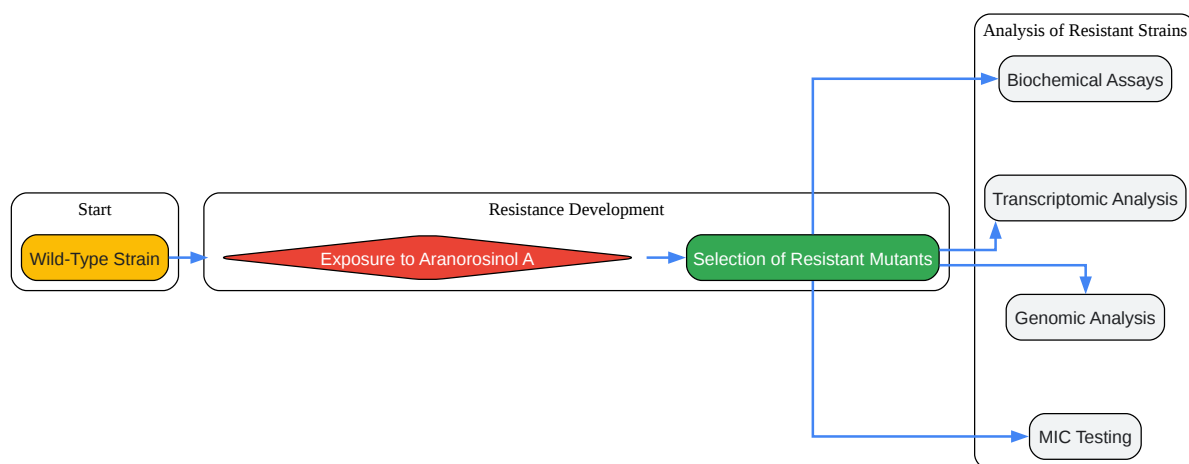 Start
Wild-Type Strain
Resistance Development
Exposure to Aranorosinol A
Selection of Resistant Mutants
Analysis of Resistant Strains
Biochemical Assays
Transcriptomic Analysis
Genomic Analysis
MIC Testing